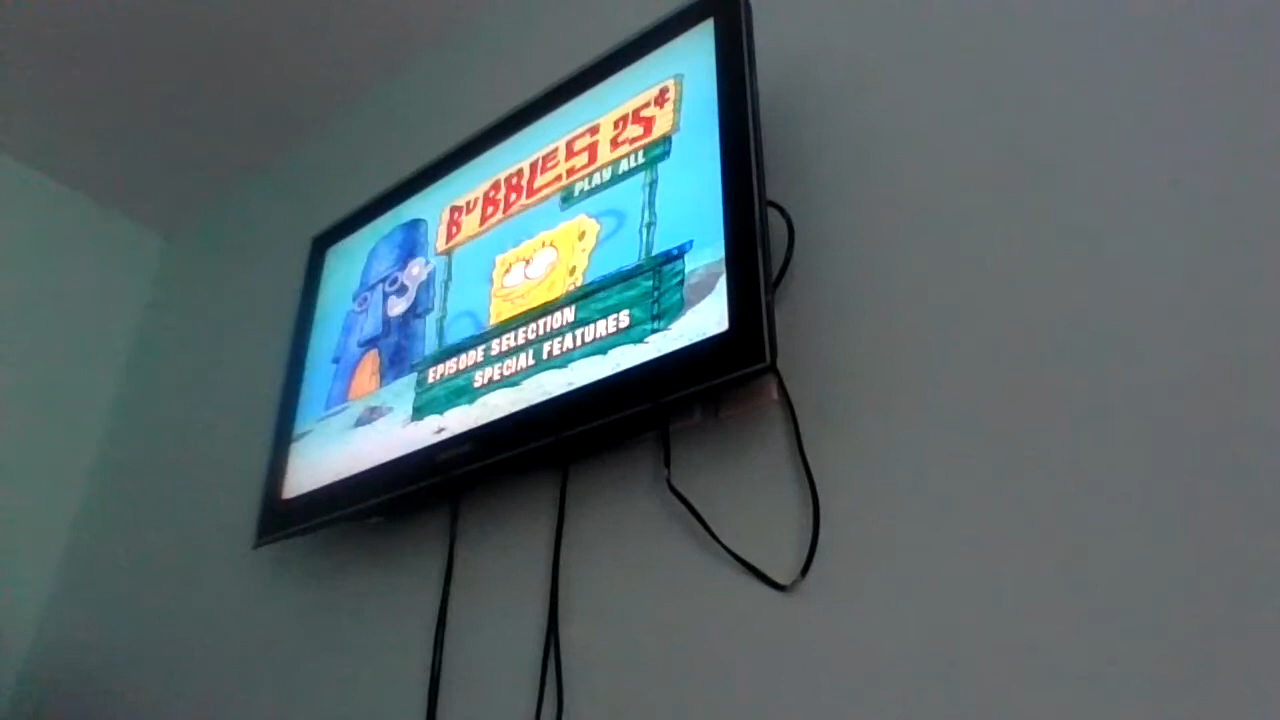 BUBBLES 25¢
PLAY ALL
EPISODE SELECTION
SPECIAL FEATURES